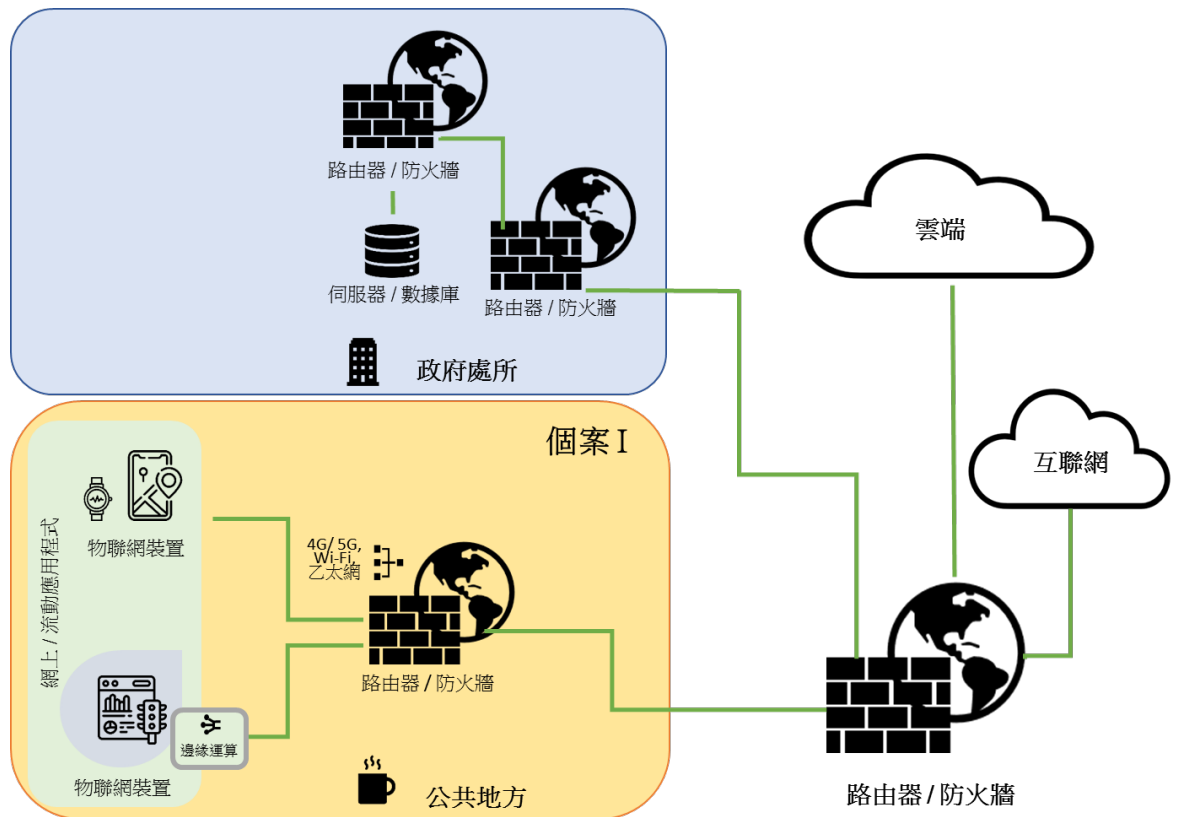 路由器 / 防火牆
伺服器 / 數據庫
路由器 / 防火牆
政府處所
雲端
互聯網
個案 I
網上 / 流動應用程式
物聯網裝置
4G/ 5G,
Wi-Fi,
乙太網
路由器 / 防火牆
邊緣運算
物聯網裝置
公共地方
路由器 / 防火牆